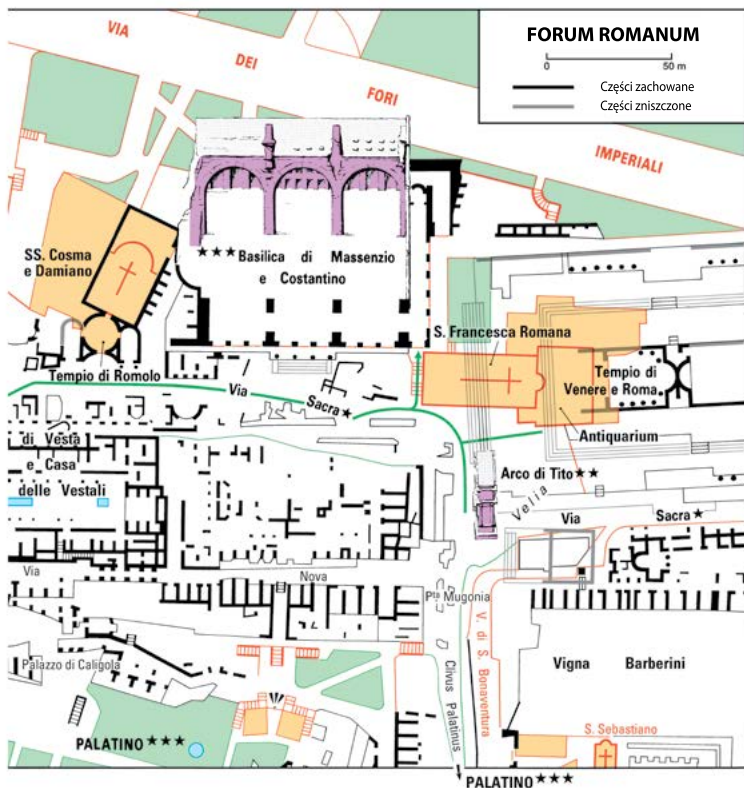 FORUM ROMANUM
0 50 m
Części zachowane
Części zniszczone
VIA
DEI
FORI
IMPERIALI
SS. Cosma
e Damiano
★★★Basilica di Massenzio
e Costantino
S. Francesca Romana
Tempio di Romolo
Tempio di
Venere e Roma
Via
Sacra★
Antiquarium
di Vesta
e Casa
delle Vestali
Arco di Tito★★
Velia
Via
Sacra★
Via
Nova
Pta Mugonia
Palazzo di Caligola
Clivus Palatinus
V. di S. Bonaventura
Vigna Barberini
S. Sebastiano
PALATINO★★★
PALATINO★★★